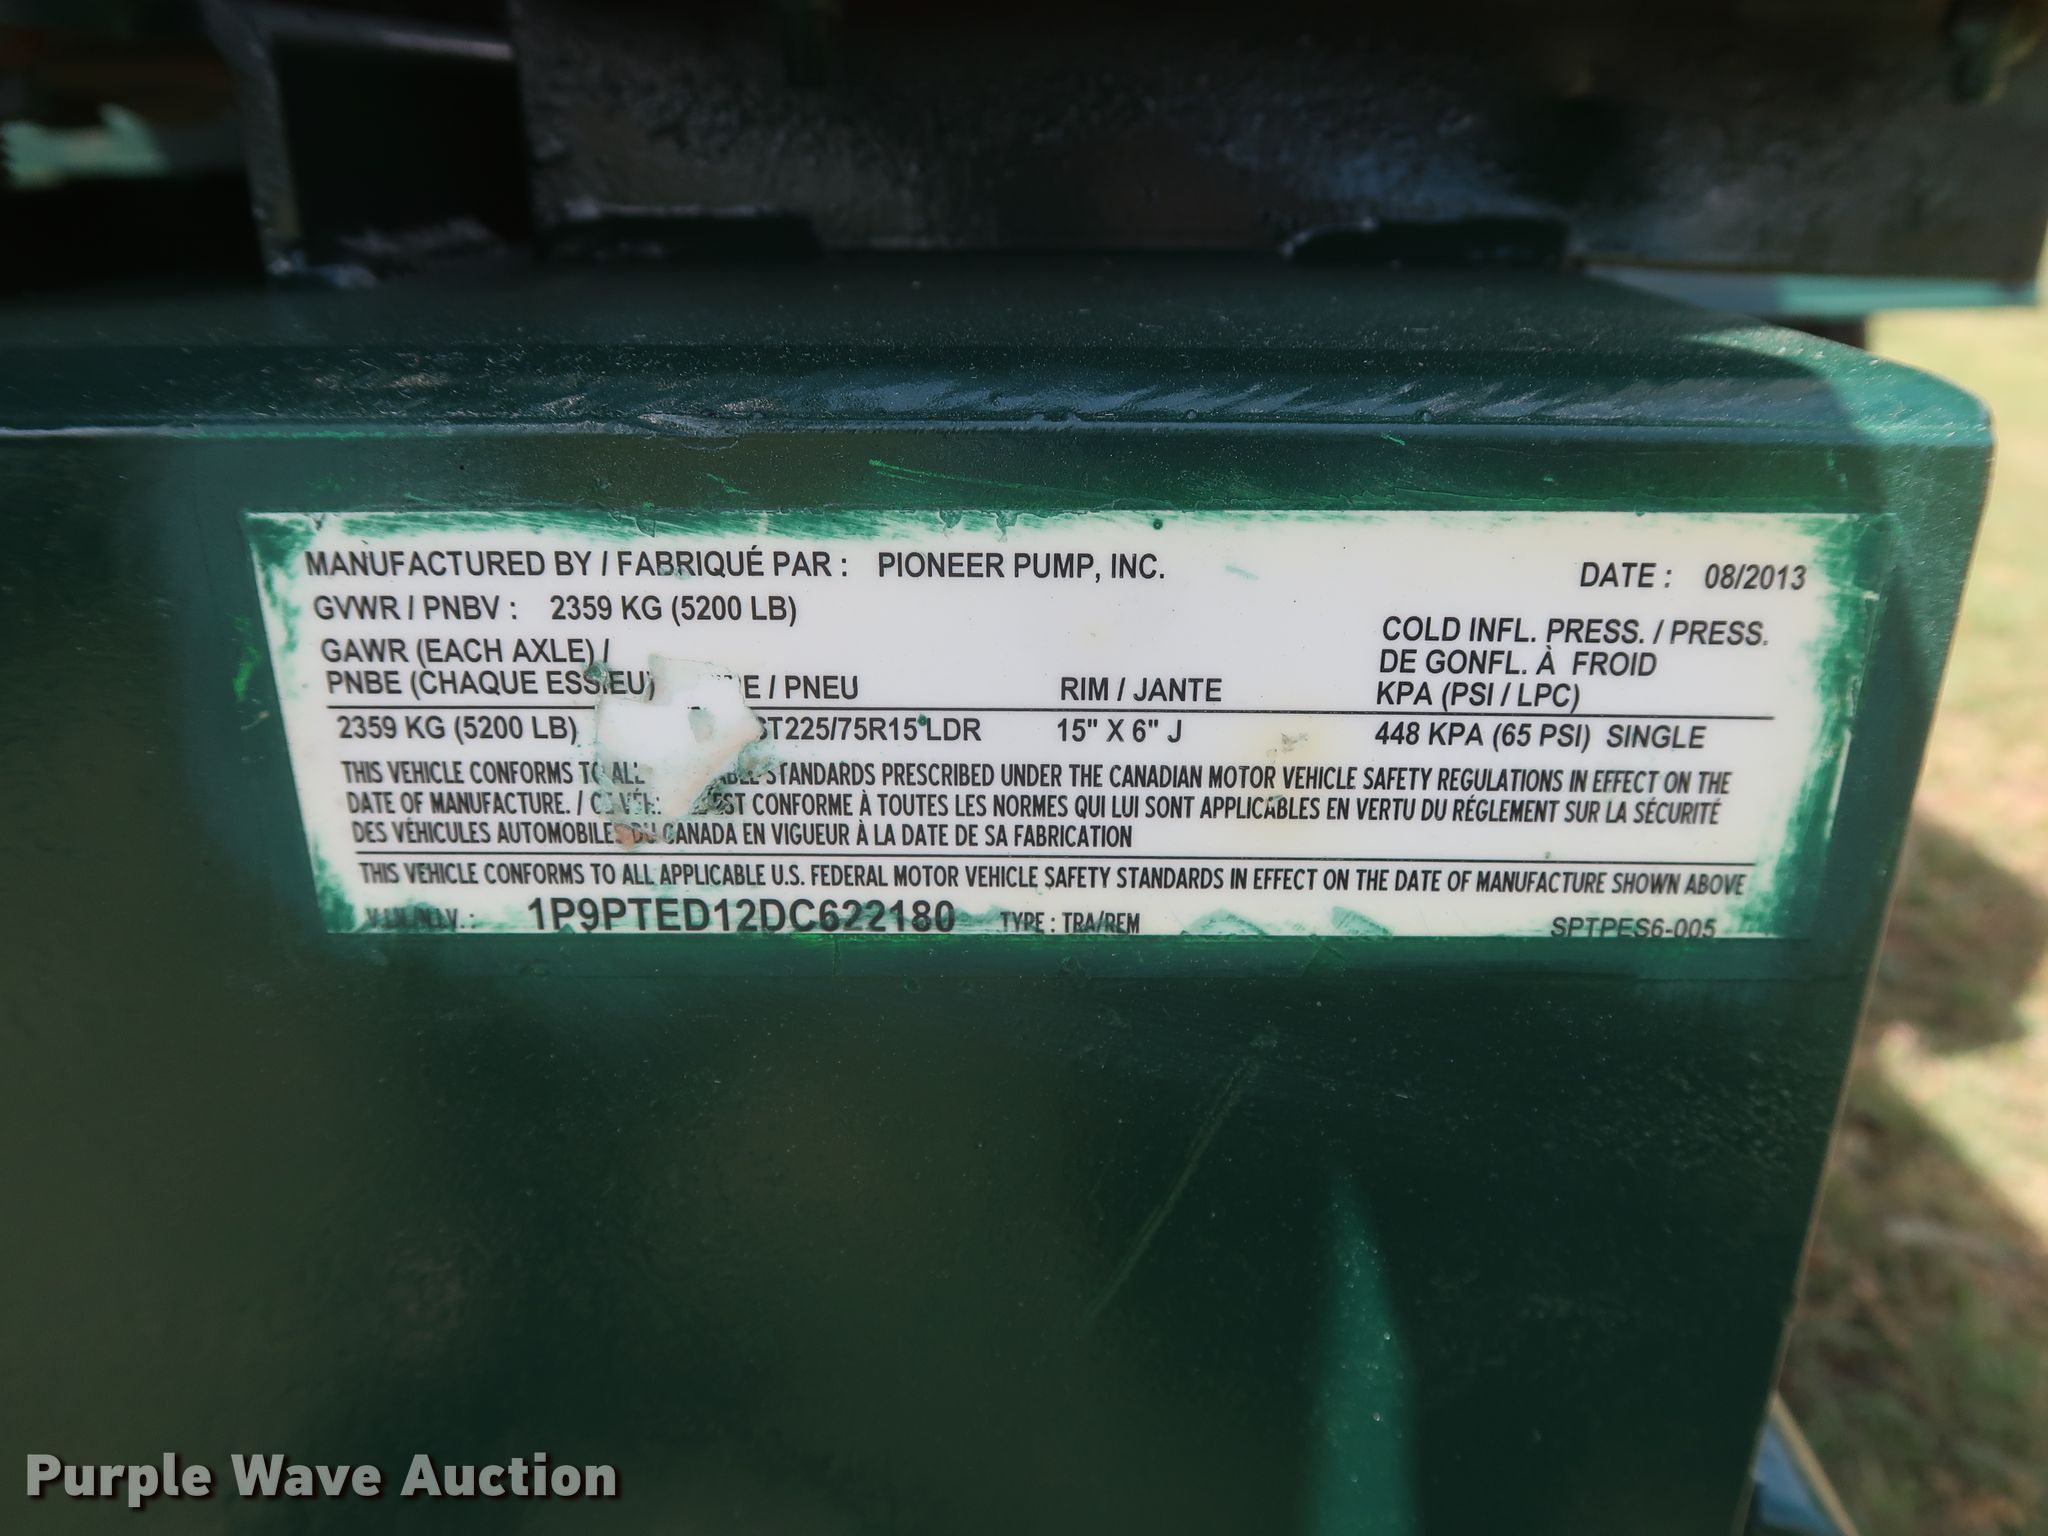 MANUFACTURED BY / FABRIQUÉ PAR : PIONEER PUMP, INC. DATE : 08/2013
GVWR / PNBV : 2359 KG (5200 LB)
GAWR (EACH AXLE) /
PNBE (CHAQUE ESSIEU) / PNEU RIM / JANTE
COLD INFL. PRESS. / PRESS.
DE GONFL. À FROID
KPA (PSI / LPC)
2359 KG (5200 LB) ST225/75R15 LDR 15" X 6" J 448 KPA (65 PSI) SINGLE
THIS VEHICLE CONFORMS TO ALL STANDARDS PRESCRIBED UNDER THE CANADIAN MOTOR VEHICLE SAFETY REGULATIONS IN EFFECT ON THE
DATE OF MANUFACTURE. / EST CONFORME À TOUTES LES NORMES QUI LUI SONT APPLICABLES EN VERTU DU RÉGLEMENT SUR LA SÉCURITÉ
DES VÉHICULES AUTOMOBILES DU CANADA EN VIGUEUR À LA DATE DE SA FABRICATION
THIS VEHICLE CONFORMS TO ALL APPLICABLE U.S. FEDERAL MOTOR VEHICLE SAFETY STANDARDS IN EFFECT ON THE DATE OF MANUFACTURE SHOWN ABOVE
V.I.N./N.I.V. : 1P9PTED12DC622180 TYPE : TRA/REM SPTPES6-005
Purple Wave Auction